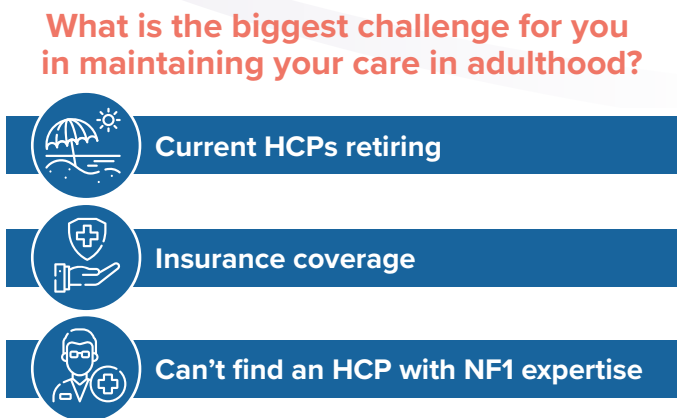 What is the biggest challenge for you
in maintaining your care in adulthood?
Current HCPs retiring
Insurance coverage
Can’t find an HCP with NF1 expertise